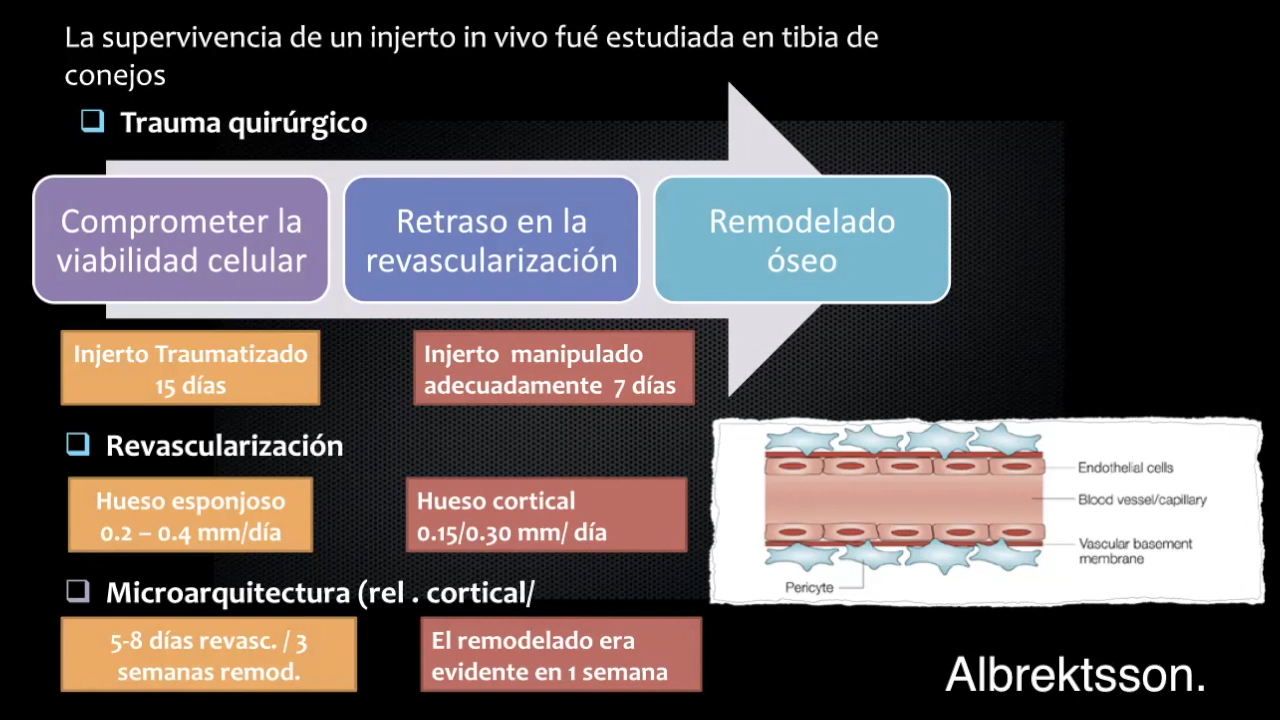 La supervivencia de un injerto in vivo fué estudiada en tibia de
conejos
Trauma quirúrgico
Comprometer la
viabilidad celular
Retraso en la
revascularización
Remodelado
óseo
Injerto Traumatizado
15 días
Injerto manipulado
adecuadamente 7 días
Revascularización
Hueso esponjoso
0.2 – 0.4 mm/día
Hueso cortical
0.15/0.30 mm/ día
Endothelial cells
Blood vessel/capillary
Vascular basement
membrane
Pericyte
Microarquitectura (rel . cortical/
5-8 días revasc. / 3
semanas remod.
El remodelado era
evidente en 1 semana
Albrektsson.